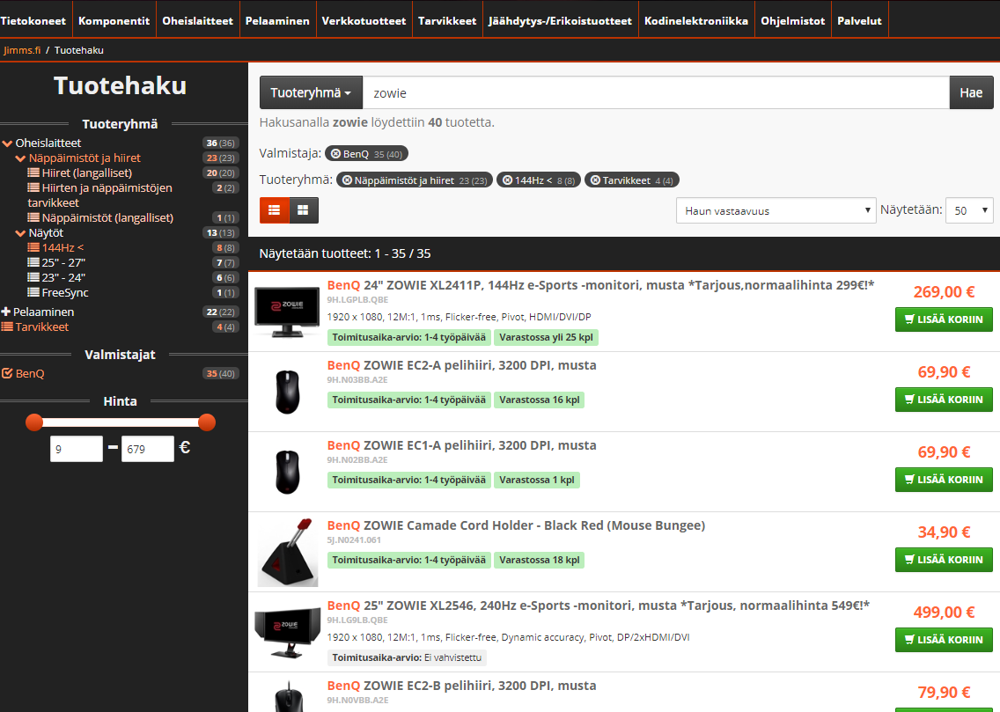 Tietokoneet Komponentit Oheislaitteet Pelaaminen Verkkotuotteet Tarvikkeet Jäähdytys-/Erikoistuotteet Kodinelektroniikka Ohjelmistot Palvelut
Jimms.fi / Tuotehaku
Tuotehaku
Tuoteryhmä
Oheislaitteet 36 (36)
Näppäimistöt ja hiiret 23 (23)
Hiiret (langalliset) 20 (20)
Hiirten ja näppäimistöjen 2 (2)
tarvikkeet
Näppäimistöt (langalliset) 1 (1)
Näytöt 13 (13)
144Hz < 8 (8)
25" - 27" 7 (7)
23" - 24" 6 (6)
FreeSync 1 (1)
Pelaaminen 22 (22)
Tarvikkeet 4 (4)
Valmistajat
BenQ 35 (40)
Hinta
9 - 679 €
Tuoteryhmä zowie Hae
Hakusanalla zowie löydettiin 40 tuotetta.
Valmistaja: BenQ 35 (40)
Tuoteryhmä: Näppäimistöt ja hiiret 23 (23) 144Hz < 8 (8) Tarvikkeet 4 (4)
Haun vastaavuus Näytetään: 50
Näytetään tuotteet: 1 - 35 / 35
BenQ 24" ZOWIE XL2411P, 144Hz e-Sports -monitori, musta *Tarjous,normaalihinta 299€!*
9H.LGPLB.QBE
1920 x 1080, 12M:1, 1ms, Flicker-free, Pivot, HDMI/DVI/DP
Toimitusaika-arvio: 1-4 työpäivää Varastossa yli 25 kpl
269,00 €
LISÄÄ KORIIN
ZOWIE
BenQ ZOWIE EC2-A pelihiiri, 3200 DPI, musta
9H.N03BB.A2E
Toimitusaika-arvio: 1-4 työpäivää Varastossa 16 kpl
69,90 €
LISÄÄ KORIIN
BenQ ZOWIE EC1-A pelihiiri, 3200 DPI, musta
9H.N02BB.A2E
Toimitusaika-arvio: 1-4 työpäivää Varastossa 1 kpl
69,90 €
LISÄÄ KORIIN
BenQ ZOWIE Camade Cord Holder - Black Red (Mouse Bungee)
5J.N0241.061
Toimitusaika-arvio: 1-4 työpäivää Varastossa 18 kpl
34,90 €
LISÄÄ KORIIN
BenQ 25" ZOWIE XL2546, 240Hz e-Sports -monitori, musta *Tarjous, normaalihinta 549€!*
9H.LG9LB.QBE
1920 x 1080, 12M:1, 1ms, Flicker-free, Dynamic accuracy, Pivot, DP/2xHDMI/DVI
Toimitusaika-arvio: Ei vahvistettu
499,00 €
LISÄÄ KORIIN
ZOWIE
BenQ ZOWIE EC2-B pelihiiri, 3200 DPI, musta
9H.N0VBB.A2E
79,90 €